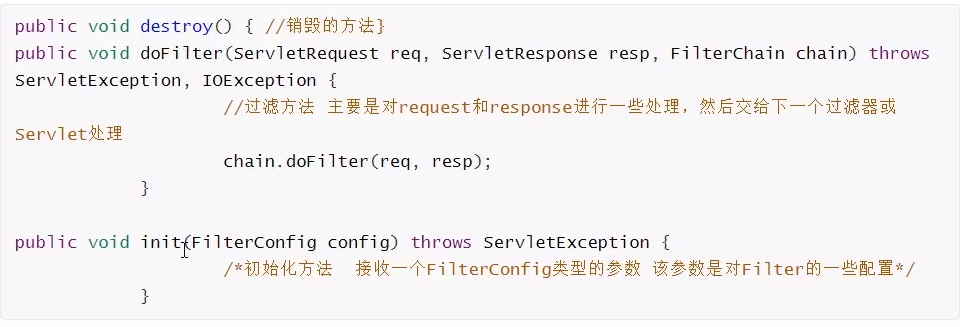 public void destroy() { //销毁的方法}
public void doFilter(ServletRequest req, ServletResponse resp, FilterChain chain) throws
ServletException, IOException {
//过滤方法 主要是对request和response进行一些处理，然后交给下一个过滤器或
Servlet处理
chain.doFilter(req, resp);
}
public void init(FilterConfig config) throws ServletException {
/*初始化方法  接收一个FilterConfig类型的参数 该参数是对Filter的一些配置*/
}